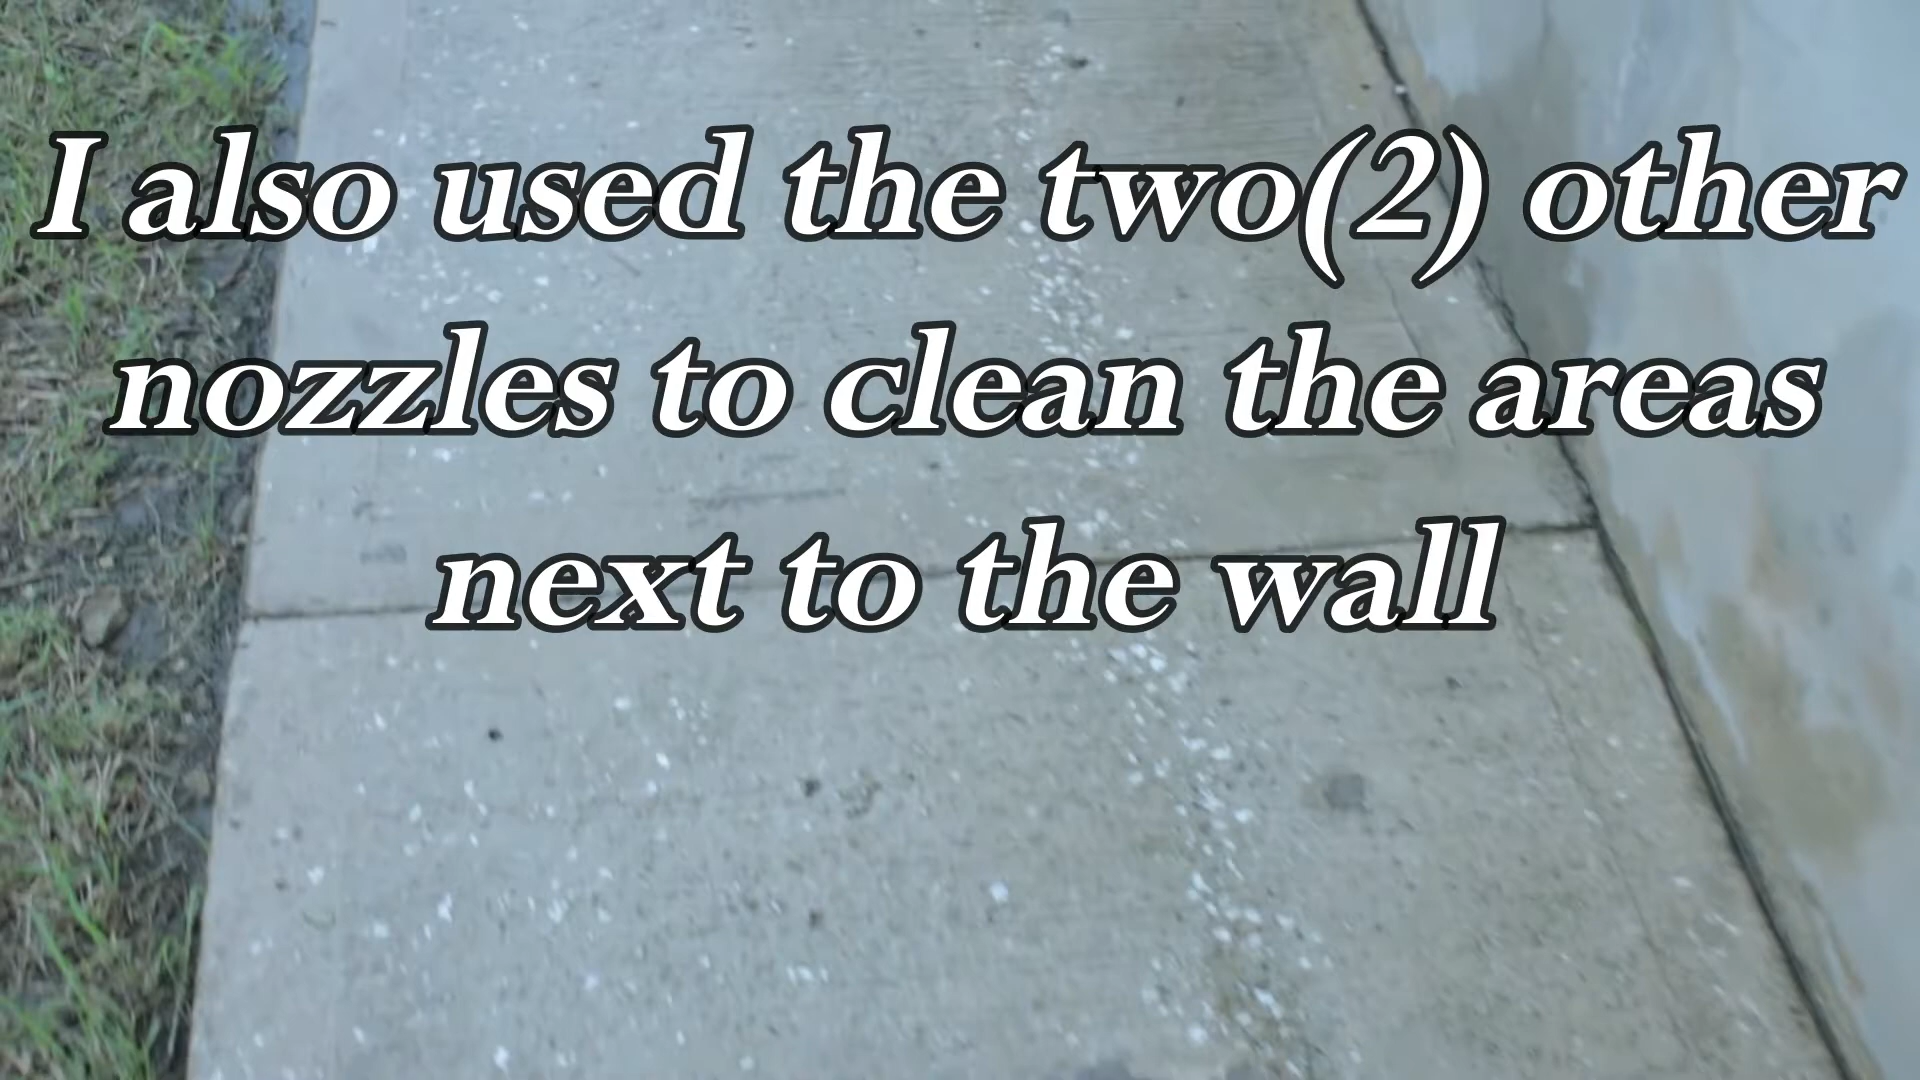 I also used the two(2) other
nozzles to clean the areas
next to the wall